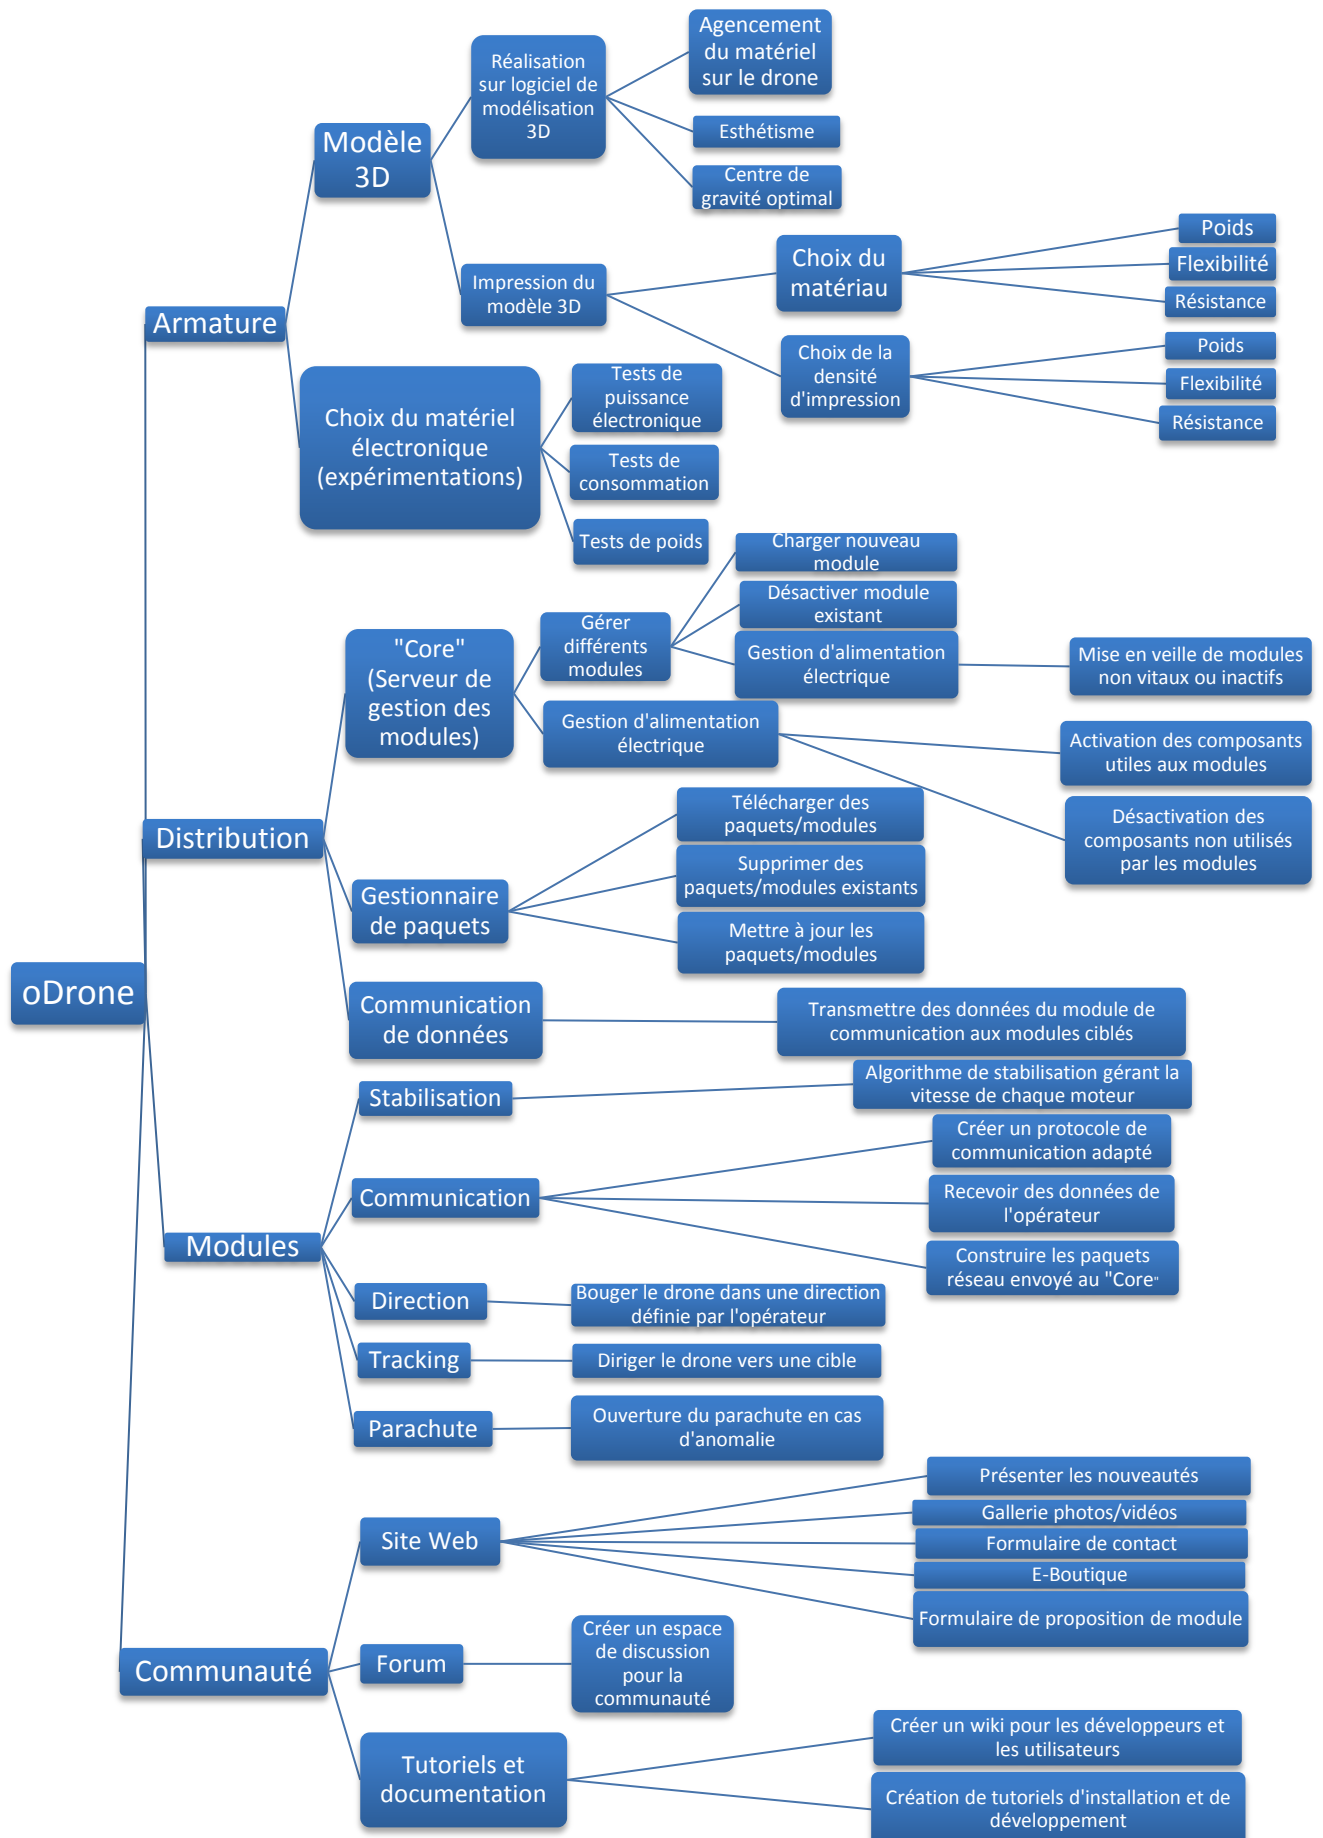 oDrone
Armature
Modèle
3D
Réalisation
sur logiciel de
modélisation
3D
Agencement
du matériel
sur le drone
Esthétisme
Centre de
gravité optimal
Impression du
modèle 3D
Choix du
matériau
Poids
Flexibilité
Résistance
Choix de la
densité
d'impression
Poids
Flexibilité
Résistance
Choix du matériel
électronique
(expérimentations)
Tests de
puissance
électronique
Tests de
consommation
Tests de poids
Distribution
"Core"
(Serveur de
gestion des
modules)
Gérer
différents
modules
Charger nouveau
module
Désactiver module
existant
Gestion d'alimentation
électrique
Mise en veille de modules
non vitaux ou inactifs
Gestion d'alimentation
électrique
Activation des composants
utiles aux modules
Désactivation des
composants non utilisés
par les modules
Gestionnaire
de paquets
Télécharger des
paquets/modules
Supprimer des
paquets/modules existants
Mettre à jour les
paquets/modules
Communication
de données
Transmettre des données du module de
communication aux modules ciblés
Modules
Stabilisation
Algorithme de stabilisation gérant la
vitesse de chaque moteur
Communication
Créer un protocole de
communication adapté
Recevoir des données de
l'opérateur
Construire les paquets
réseau envoyé au "Core"
Direction
Bouger le drone dans une direction
définie par l'opérateur
Tracking
Diriger le drone vers une cible
Parachute
Ouverture du parachute en cas
d'anomalie
Communauté
Site Web
Présenter les nouveautés
Gallerie photos/vidéos
Formulaire de contact
E-Boutique
Formulaire de proposition de module
Forum
Créer un espace
de discussion
pour la
communauté
Tutoriels et
documentation
Créer un wiki pour les développeurs et
les utilisateurs
Création de tutoriels d'installation et de
développement